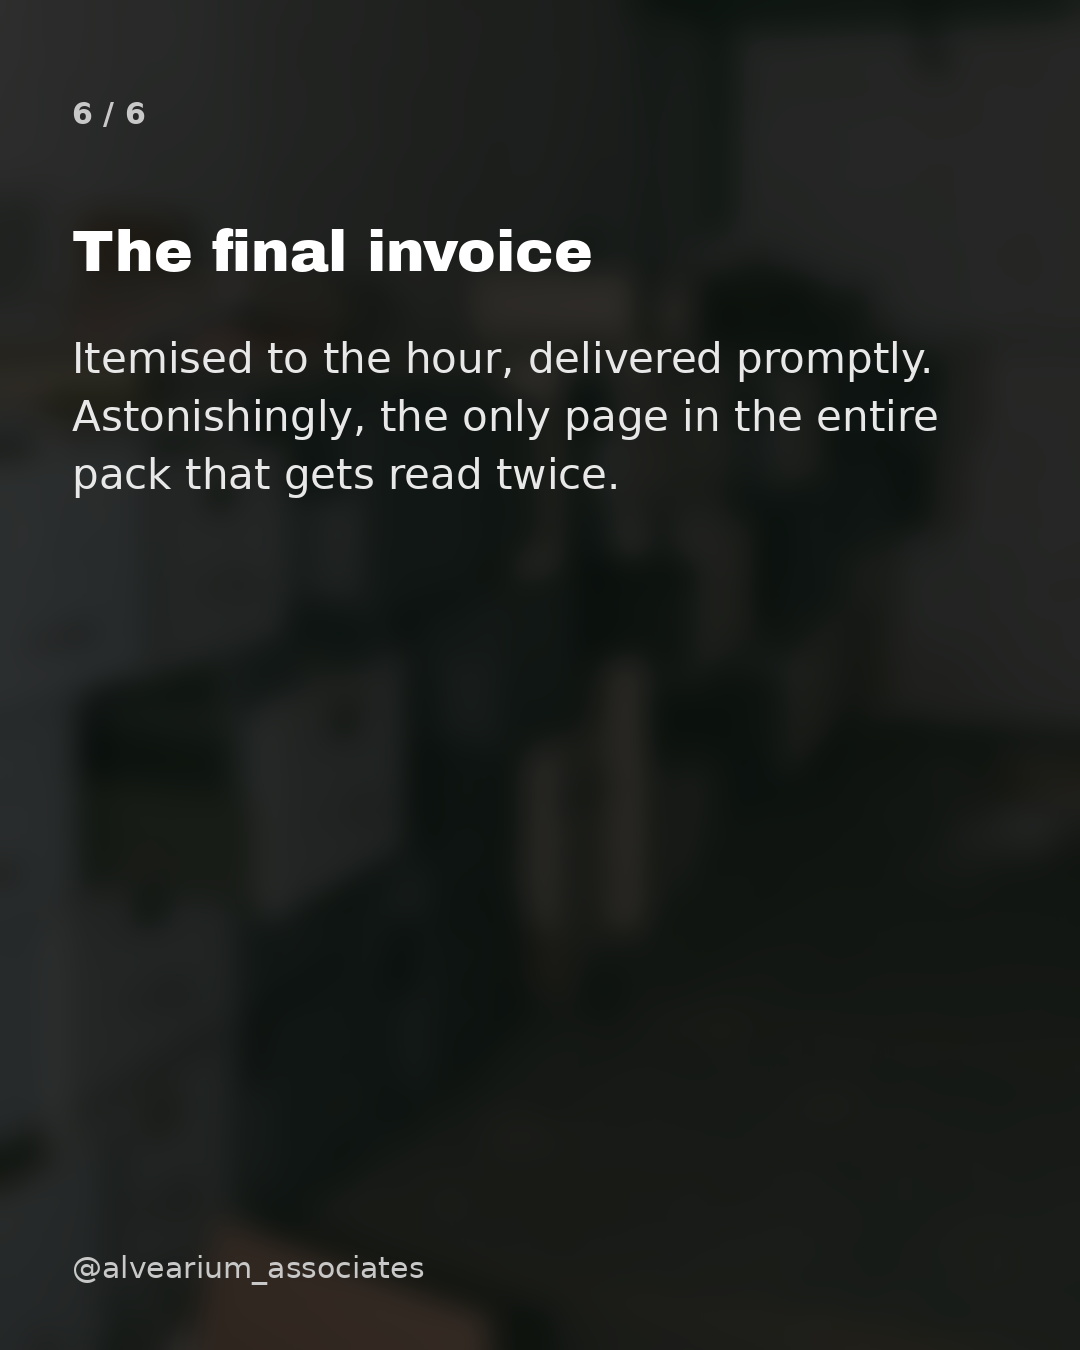 6 / 6
The final invoice
Itemised to the hour, delivered promptly.
Astonishingly, the only page in the entire
pack that gets read twice.
@alvearium_associates